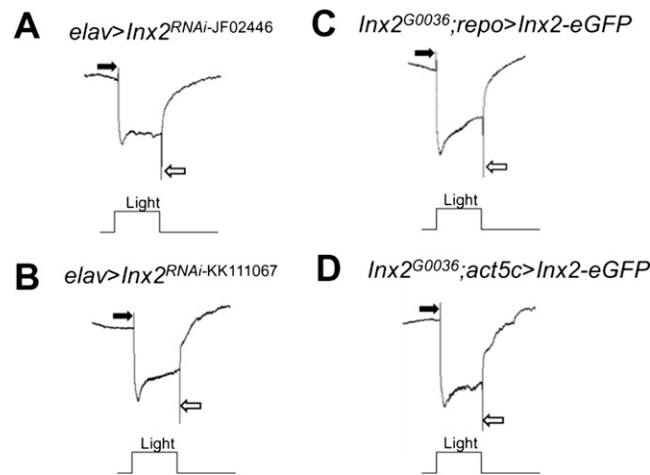 A
elav>Inx2RNAi-JF02446
Light
B
elav>Inx2RNAi-KK111067
Light
C
Inx2G0036;repo>Inx2-eGFP
Light
D
Inx2G0036;act5c>Inx2-eGFP
Light